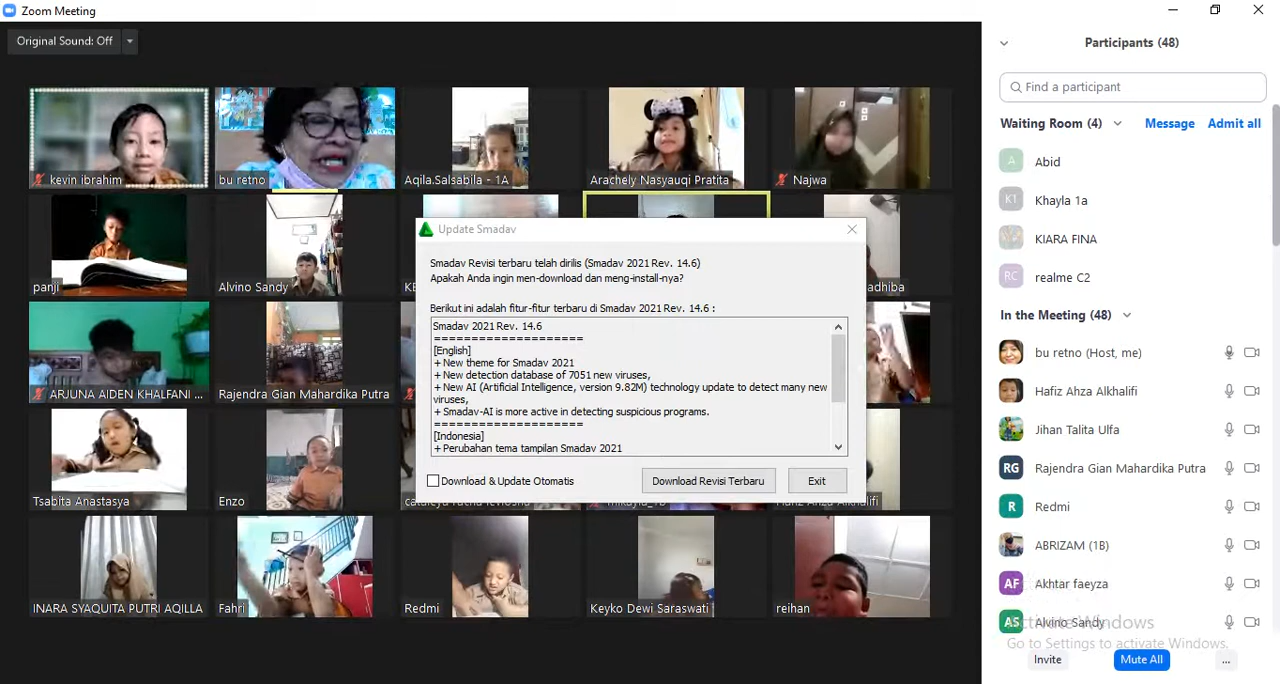 Zoom Meeting
Original Sound: Off
kevin ibrahim
bu retno
Aqila.Salsabila - 1A
Arachely Nasyauqi Pratita
Najwa
panji
Alvino Sandy
adhiba
ARJUNA AIDEN KHALFANI ...
Rajendra Gian Mahardika Putra
Tsabita Anastasya
Enzo
INARA SYAQUITA PUTRI AQILLA
Fahri
Redmi
Keyko Dewi Saraswati
reihan
Update Smadav
Smadav Revisi terbaru telah dirilis (Smadav 2021 Rev. 14.6)
Apakah Anda ingin men-download dan meng-install-nya?
Berikut ini adalah fitur-fitur terbaru di Smadav 2021 Rev. 14.6 :
Smadav 2021 Rev. 14.6
======================
[English]
+ New theme for Smadav 2021
+ New detection database of 7051 new viruses,
+ New AI (Artificial Intelligence, version 9.82M) technology update to detect many new
viruses,
+ Smadav-AI is more active in detecting suspicious programs.
======================
[Indonesia]
+ Perubahan tema tampilan Smadav 2021
Download & Update Otomatis
Download Revisi Terbaru
Exit
Participants (48)
Find a participant
Waiting Room (4)
Message
Admit all
A Abid
K1 Khayla 1a
KIARA FINA
RC realme C2
In the Meeting (48)
bu retno (Host, me)
Hafiz Ahza Alkhalifi
Jihan Talita Ulfa
RG Rajendra Gian Mahardika Putra
R Redmi
ABRIZAM (1B)
AF Akhtar faeyza
AS Alvino Sandy
Activate Windows
Go to Settings to activate Windows.
Invite
Mute All
...